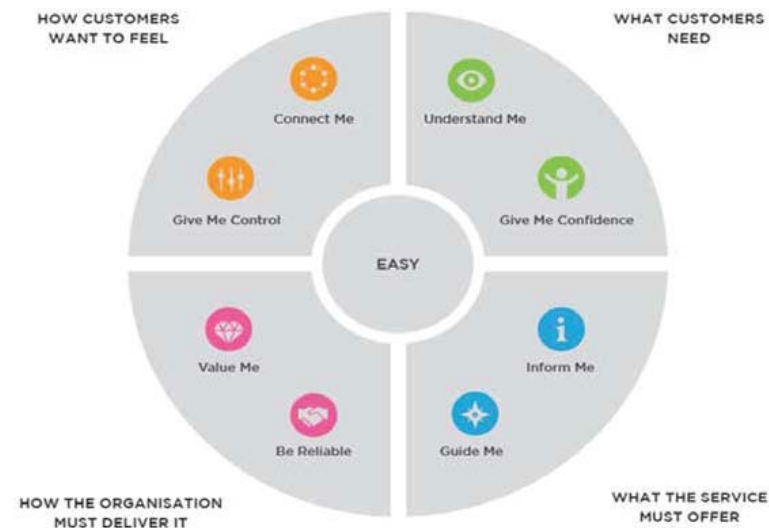 HOW CUSTOMERS
WANT TO FEEL
WHAT CUSTOMERS
NEED
Connect Me
Understand Me
Give Me Control
Give Me Confidence
EASY
Value Me
Inform Me
Be Reliable
Guide Me
HOW THE ORGANISATION
MUST DELIVER IT
WHAT THE SERVICE
MUST OFFER